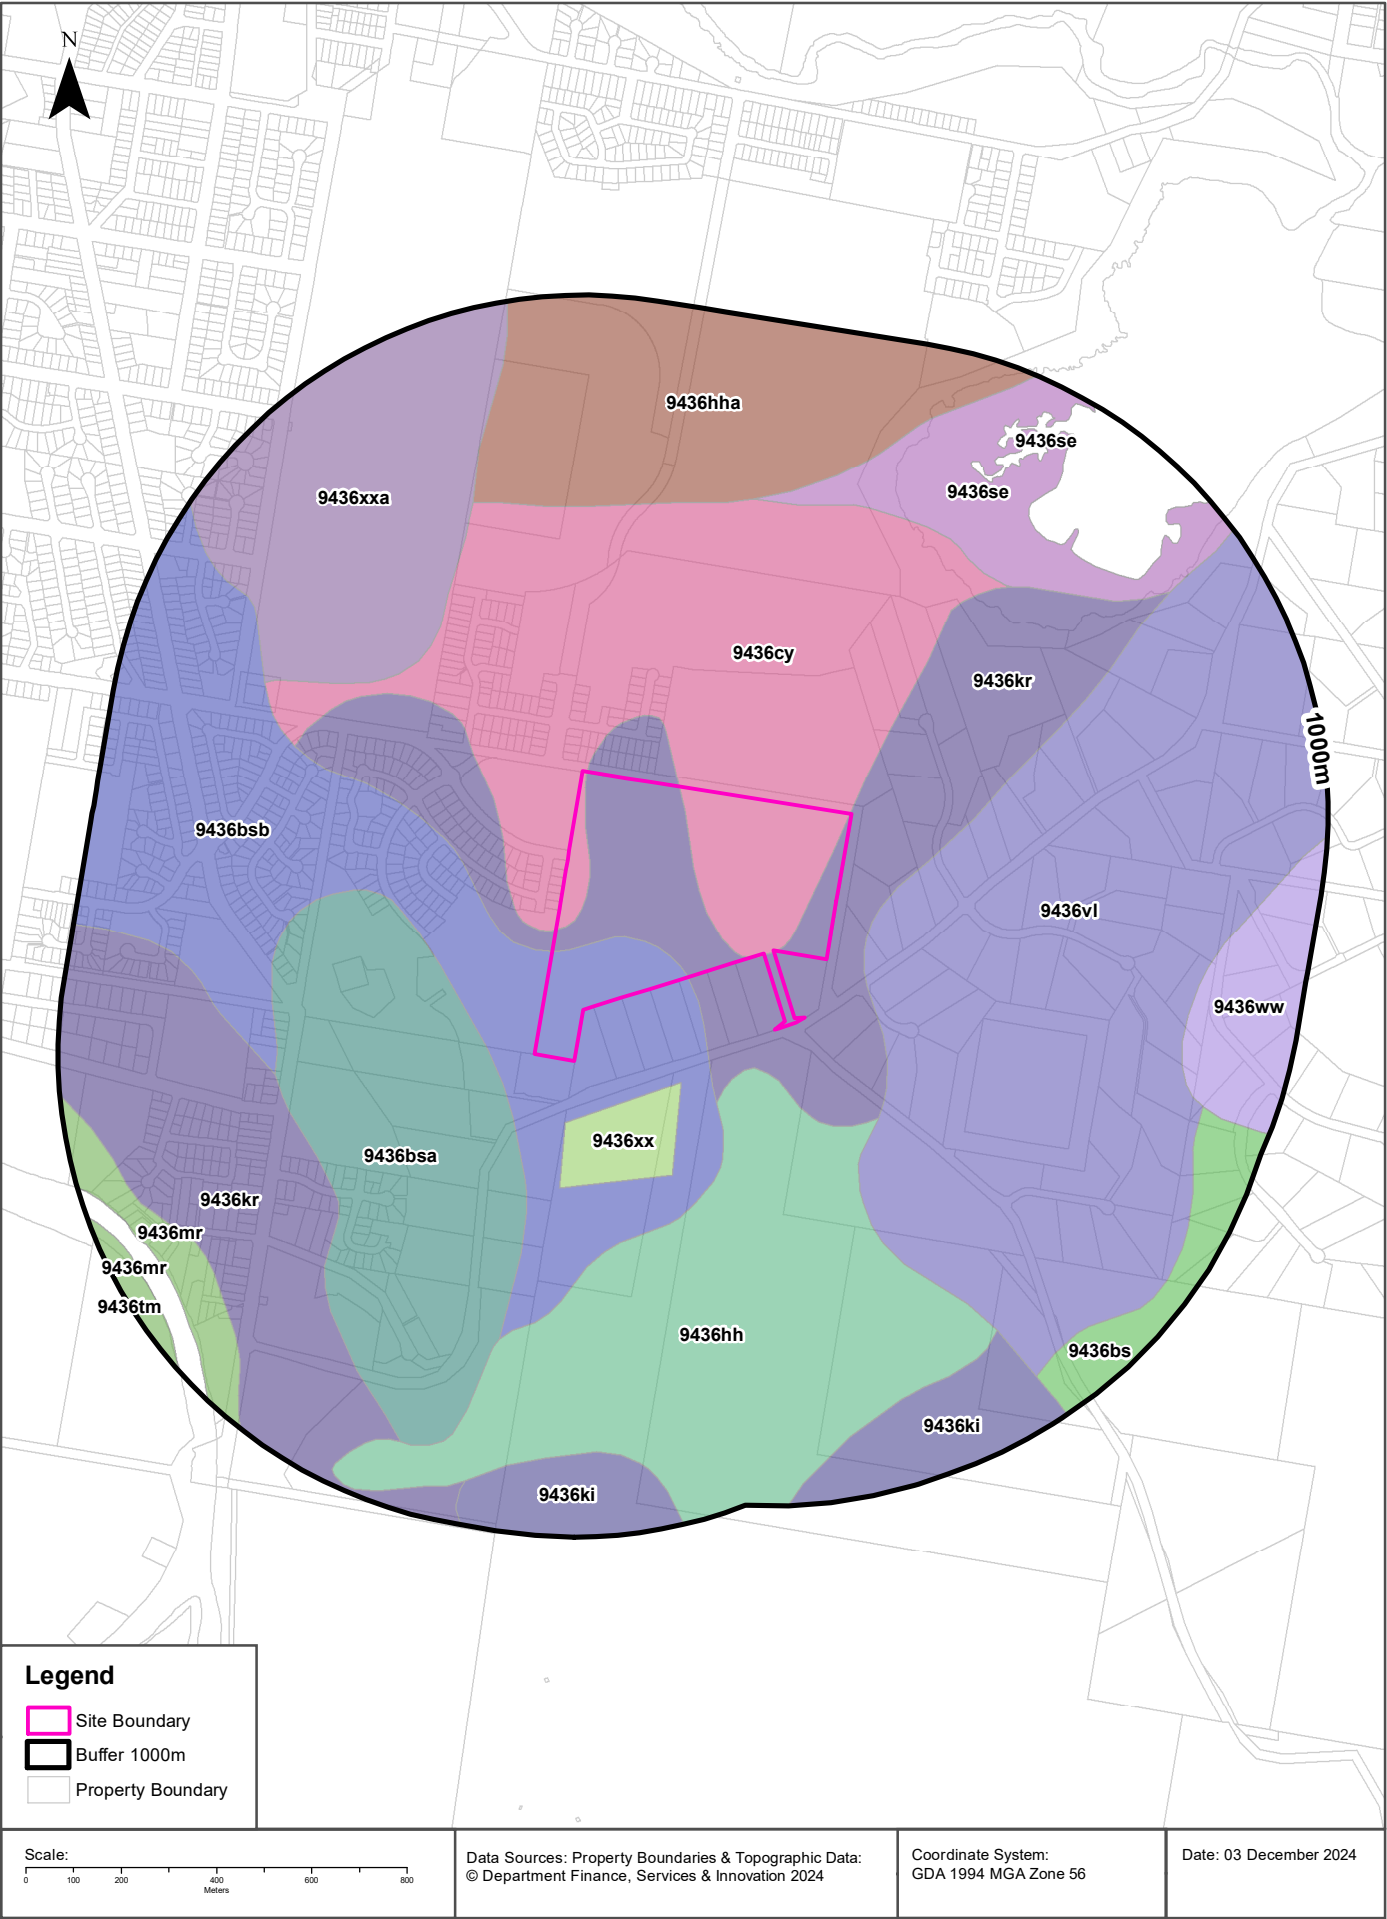 N
9436hha
9436se
9436se
9436xxa
9436cy
9436kr
1000m
9436bsb
9436vl
9436ww
9436xx
9436bsa
9436kr
9436mr
9436mr
9436tm
9436hh
9436bs
9436ki
9436ki
Legend
Site Boundary
Buffer 1000m
Property Boundary
Scale:
0 100 200 400 600 800
Meters
Data Sources: Property Boundaries & Topographic Data:
© Department Finance, Services & Innovation 2024
Coordinate System:
GDA 1994 MGA Zone 56
Date: 03 December 2024